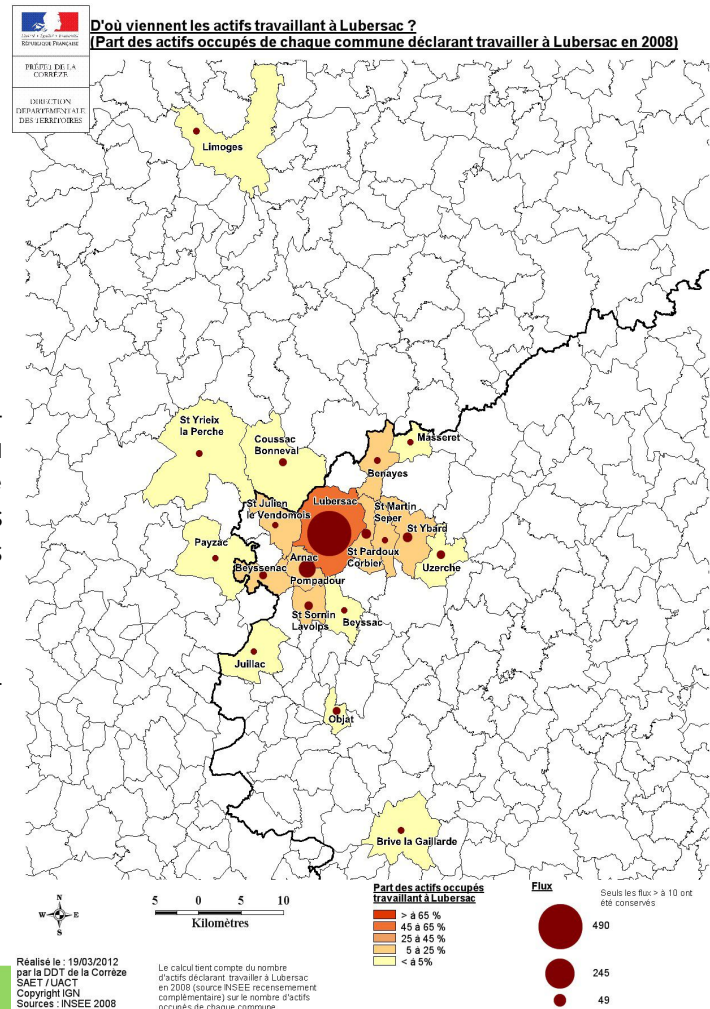 D'où viennent les actifs travaillant à Lubersac ?
(Part des actifs occupés de chaque commune déclarant travailler à Lubersac en 2008)
RÉPUBLIQUE FRANÇAISE
PRÉFET DE LA
CORRÈZE
DIRECTION
DÉPARTEMENTALE
DES TERRITOIRES
Limoges
St Yrieix
la Perche
Coussac
Bonneval
Masseret
Benayes
St Julien
le Vendomois
Lubersac
St Martin
Seper
St Ybard
Payzac
Arnac
Pompadour
St Pardoux
Corbier
Uzerche
Beyssenac
St Sornin
Lavolps
Beyssac
Juillac
Objat
Brive la Gaillarde
N
W E
S
5 0 5 10
Kilomètres
Part des actifs occupés
travaillant à Lubersac
> à 65 %
45 à 65 %
25 à 45 %
5 à 25 %
< à 5%
Flux
Seuls les flux > à 10 ont
été conservés
490
245
49
Réalisé le : 19/03/2012
par la DDT de la Corrèze
SAET / UACT
Copyright IGN
Sources : INSEE 2008
Le calcul tient compte du nombre
d'actifs déclarant travailler à Lubersac
en 2008 (source INSEE recensemement
complémentaire) sur le nombre d'actifs
occupés de chaque commune